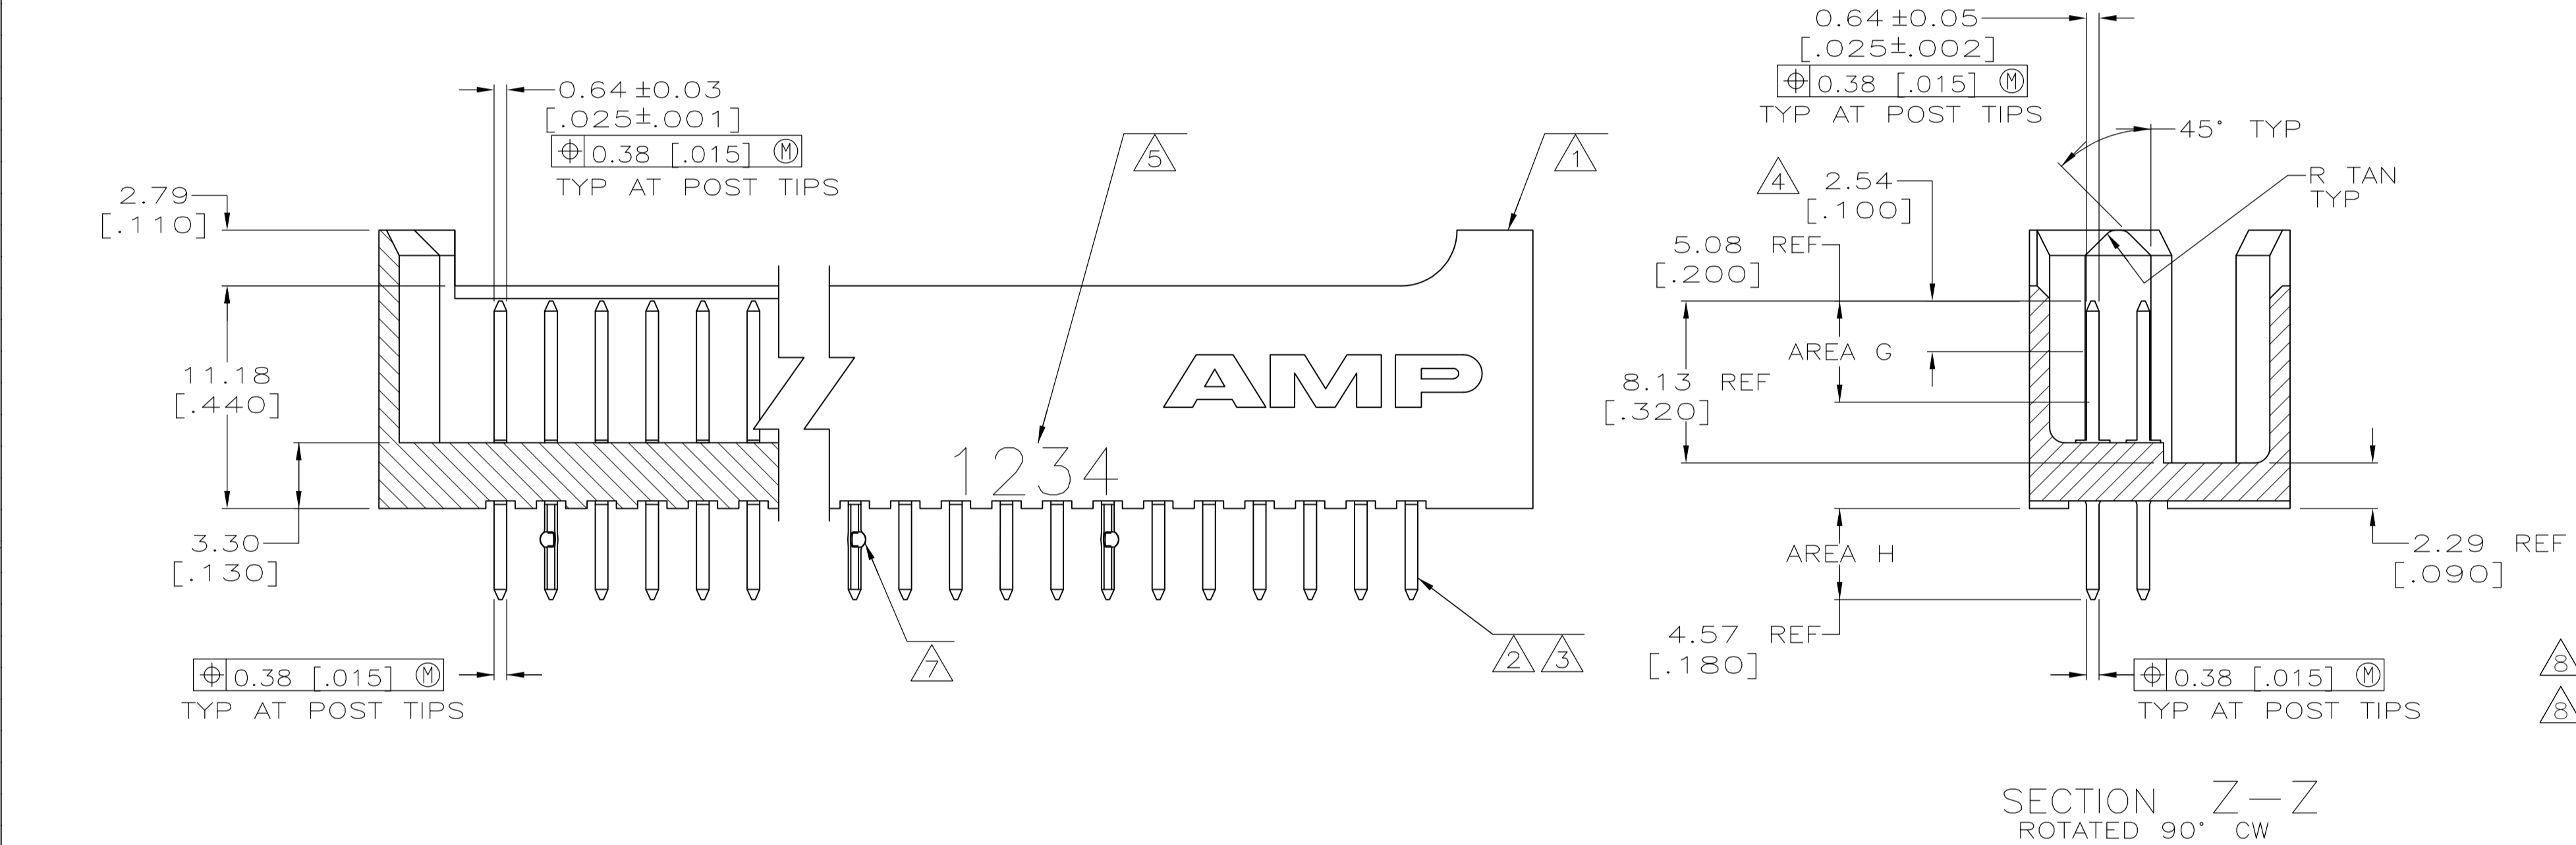 0.64 ±0.03
[.025±.001]
⌖ 0.38 [.015] Ⓜ
TYP AT POST TIPS
2.79
[.110]
11.18
[.440]
3.30
[.130]
⌖ 0.38 [.015] Ⓜ
TYP AT POST TIPS
5
1
AMP
1234
7
2 3
0.64 ±0.05
[.025±.002]
⌖ 0.38 [.015] Ⓜ
TYP AT POST TIPS
45° TYP
R TAN
TYP
4 2.54
[.100]
5.08 REF
[.200]
AREA G
8.13 REF
[.320]
AREA H
4.57 REF
[.180]
2.29 REF
[.090]
⌖ 0.38 [.015] Ⓜ
TYP AT POST TIPS
8
8
SECTION Z-Z
ROTATED 90° CW